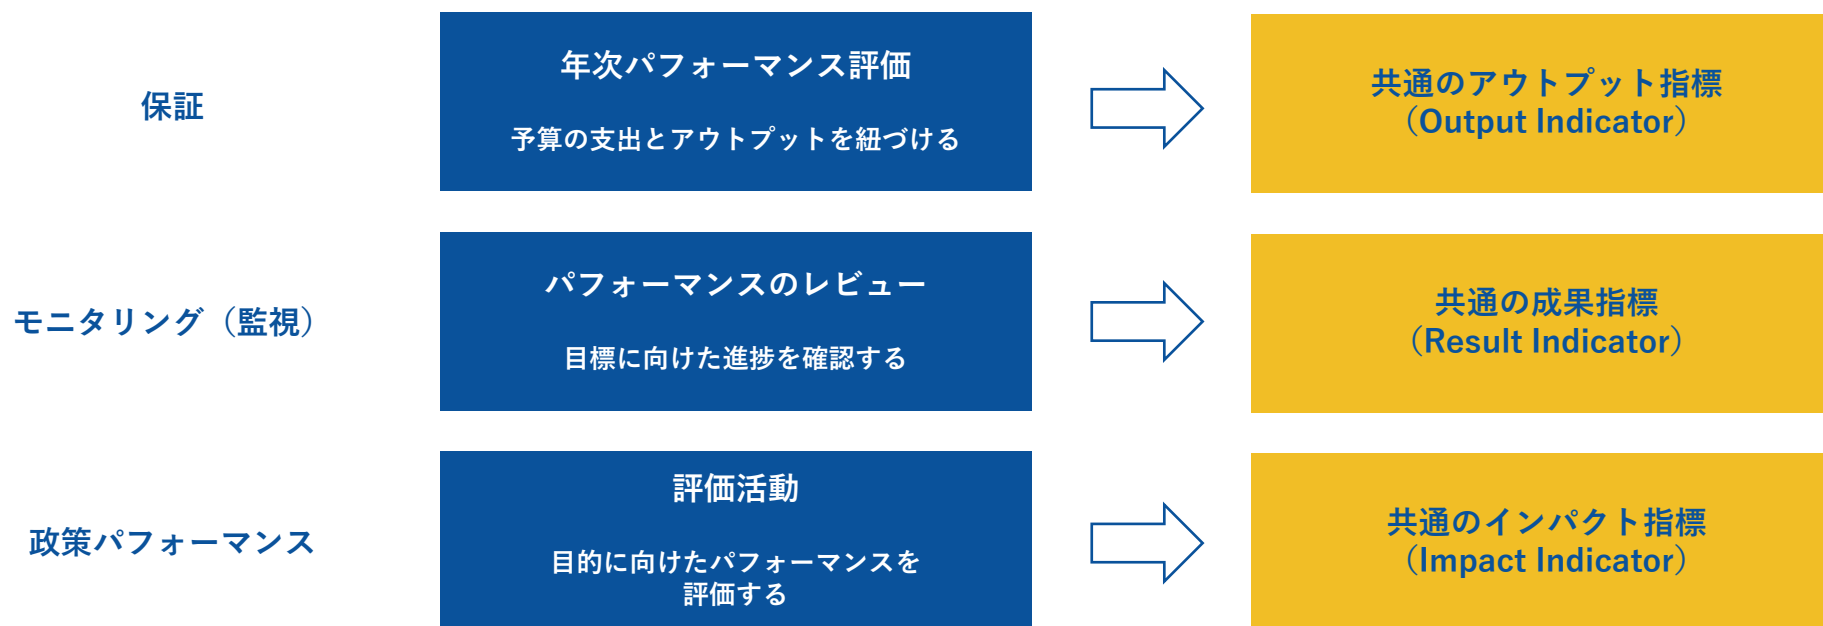 保証
年次パフォーマンス評価
予算の支出とアウトプットを紐づける
共通のアウトプット指標
（Output Indicator）
モニタリング（監視）
パフォーマンスのレビュー
目標に向けた進捗を確認する
共通の成果指標
（Result Indicator）
政策パフォーマンス
評価活動
目的に向けたパフォーマンスを
評価する
共通のインパクト指標
（Impact Indicator）